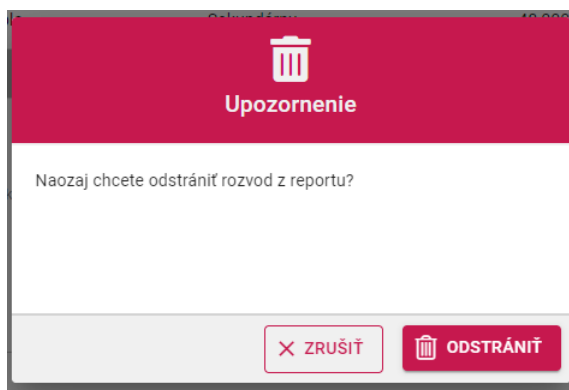 Upozornenie
Naozaj chcete odstrániť rozvod z reportu?
ZRUŠIŤ
ODSTRÁNIŤ